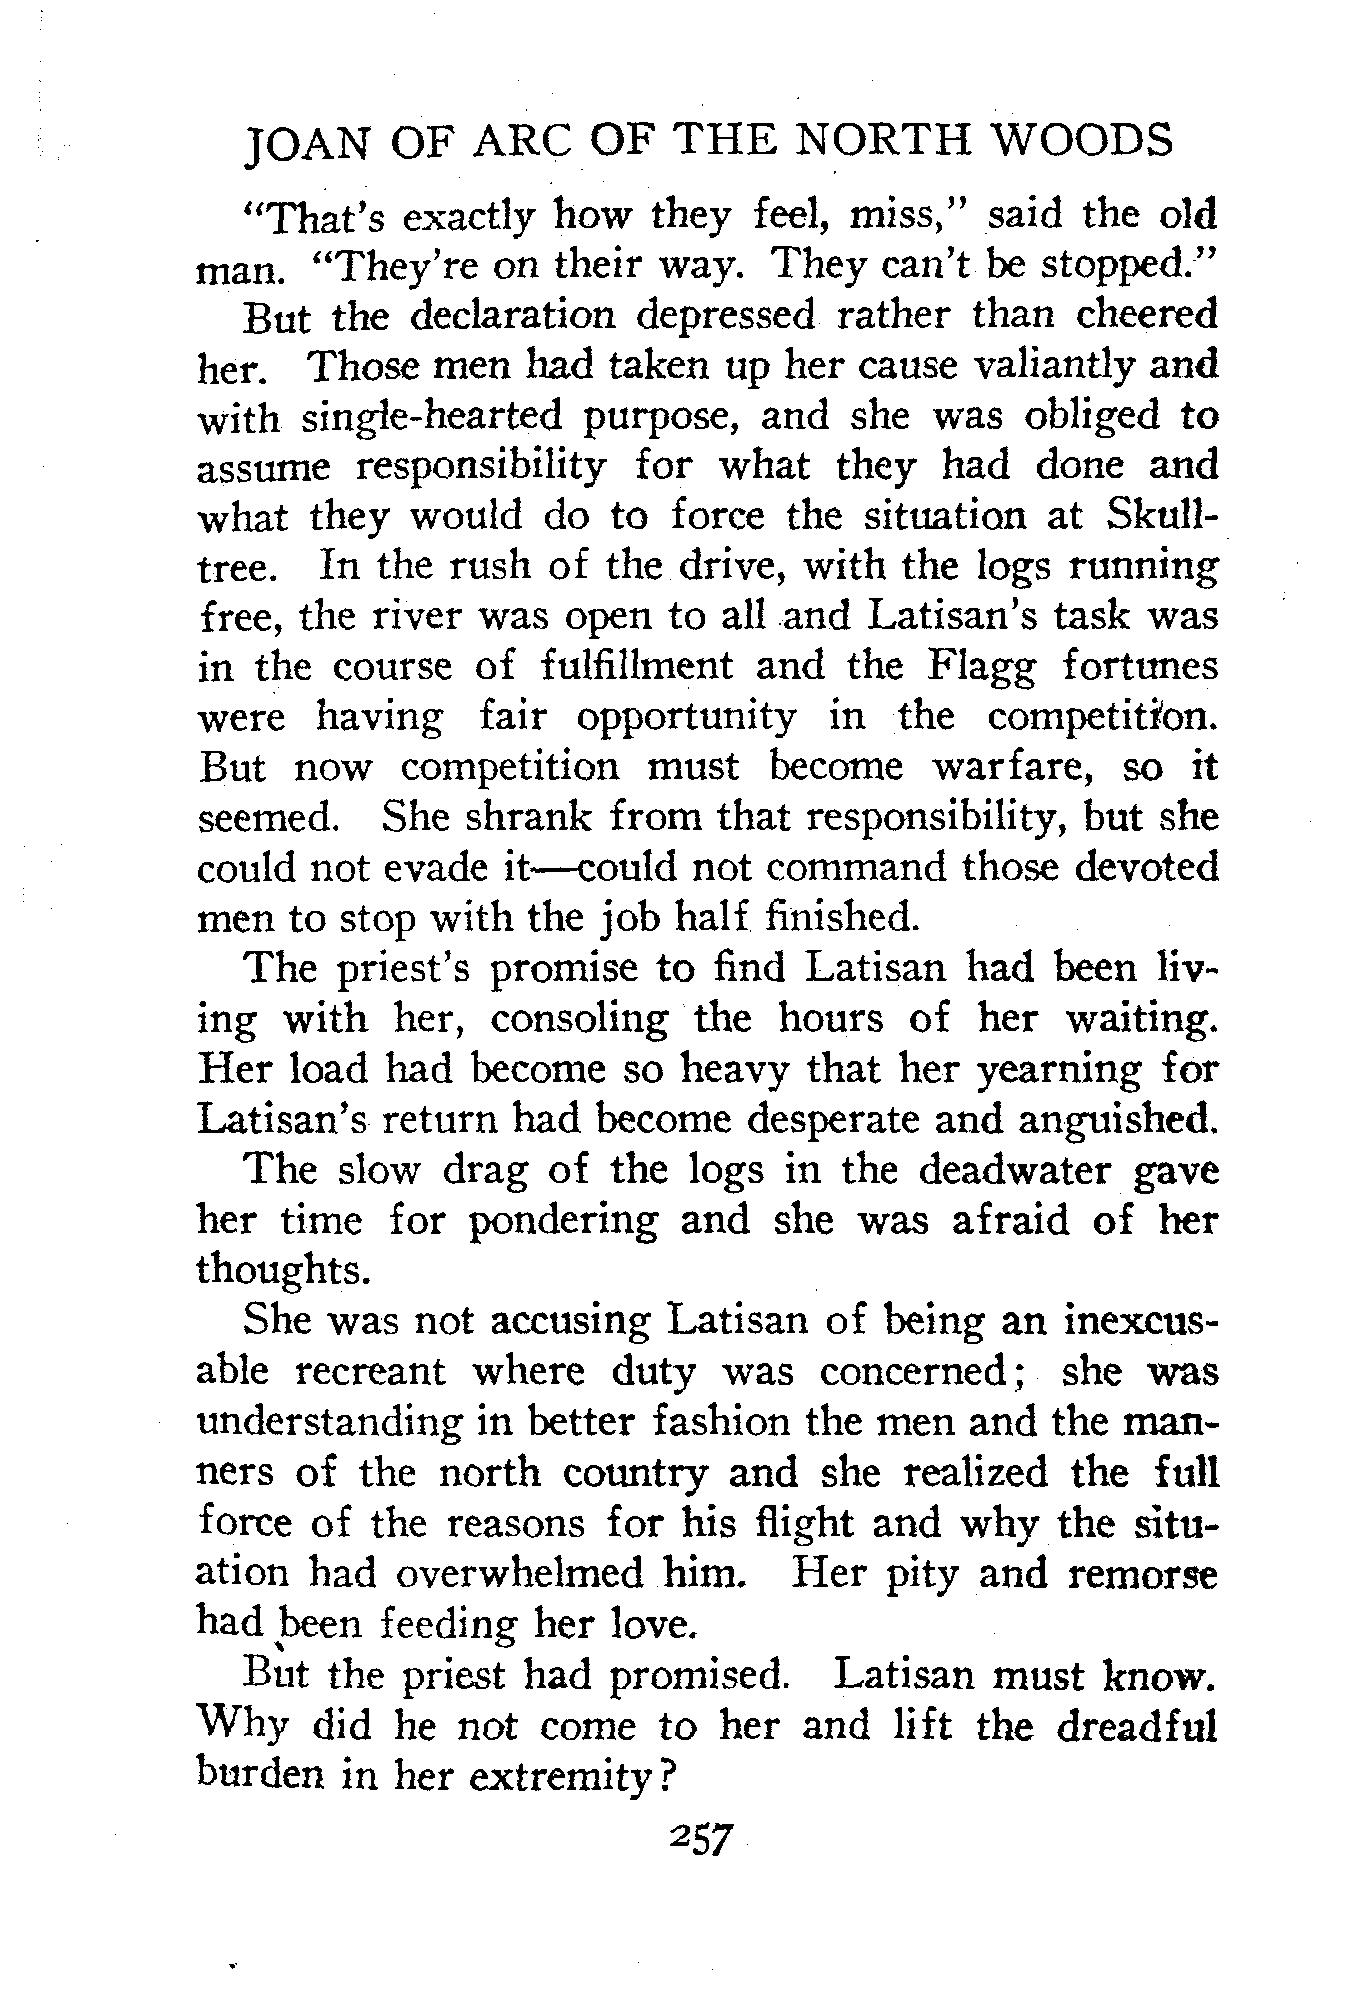 JOAN OF ARC OF THE NORTH WOODS
"That's exactly how they feel, miss," said the old
man. "They're on their way. They can't be stopped."
But the declaration depressed rather than cheered
her. Those men had taken up her cause valiantly and
with single-hearted purpose, and she was obliged to
assume responsibility for what they had done and
what they would do to force the situation at Skull-
tree. In the rush of the drive, with the logs running
free, the river was open to all and Latisan's task was
in the course of fulfillment and the Flagg fortunes
were having fair opportunity in the competition.
But now competition must become warfare, so it
seemed. She shrank from that responsibility, but she
could not evade it—could not command those devoted
men to stop with the job half finished.
The priest's promise to find Latisan had been liv-
ing with her, consoling the hours of her waiting.
Her load had become so heavy that her yearning for
Latisan's return had become desperate and anguished.
The slow drag of the logs in the deadwater gave
her time for pondering and she was afraid of her
thoughts.
She was not accusing Latisan of being an inexcus-
able recreant where duty was concerned; she was
understanding in better fashion the men and the man-
ners of the north country and she realized the full
force of the reasons for his flight and why the situ-
ation had overwhelmed him. Her pity and remorse
had been feeding her love.
But the priest had promised. Latisan must know.
Why did he not come to her and lift the dreadful
burden in her extremity?
257